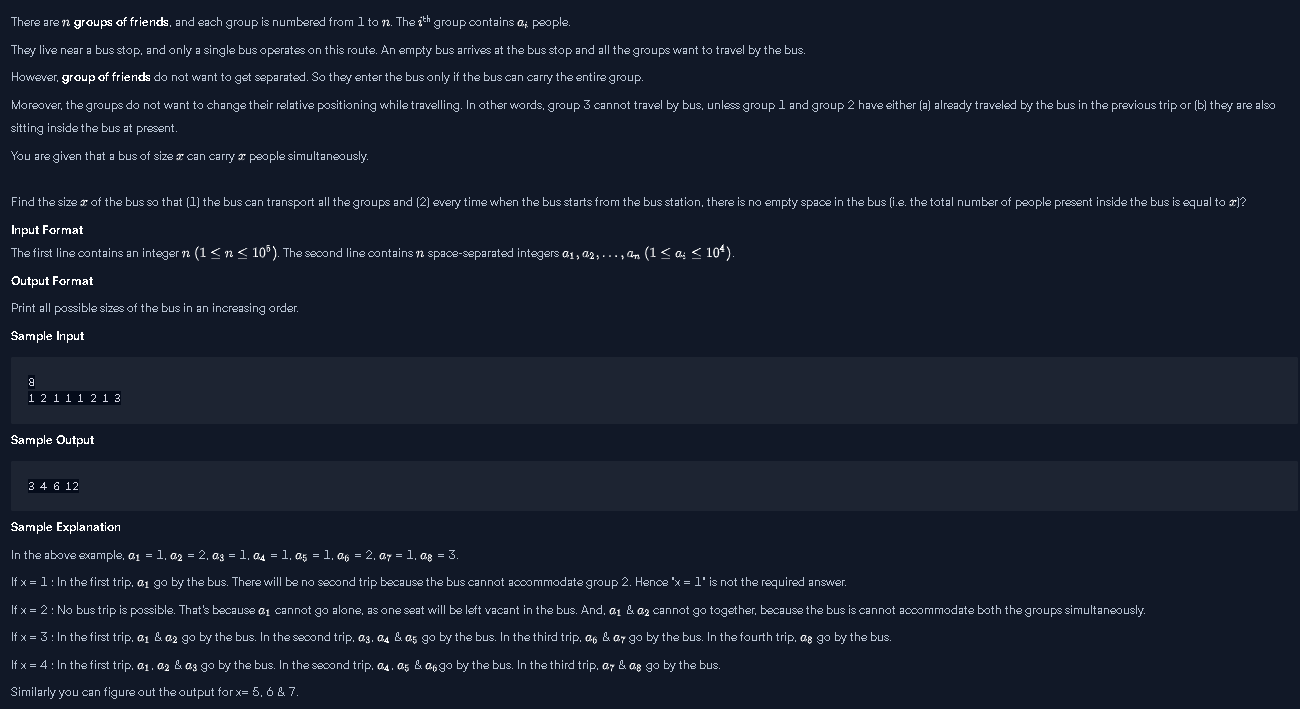 There are n groups of friends, and each group is numbered from 1 to n. The i^th group contains a_i people.
They live near a bus stop, and only a single bus operates on this route. An empty bus arrives at the bus stop and all the groups want to travel by the bus.
However, group of friends do not want to get separated. So they enter the bus only if the bus can carry the entire group.
Moreover, the groups do not want to change their relative positioning while travelling. In other words, group 3 cannot travel by bus, unless group 1 and group 2 have either (a) already traveled by the bus in the previous trip or (b) they are also
sitting inside the bus at present.
You are given that a bus of size x can carry x people simultaneously.
Find the size x of the bus so that (1) the bus can transport all the groups and (2) every time when the bus starts from the bus station, there is no empty space in the bus (i.e. the total number of people present inside the bus is equal to x)?
Input Format
The first line contains an integer n (1 ≤ n ≤ 10^5). The second line contains n space-separated integers a_1, a_2, ..., a_n (1 ≤ a_i ≤ 10^4).
Output Format
Print all possible sizes of the bus in an increasing order.
Sample Input
8
1 2 1 1 1 2 1 3
Sample Output
3 4 6 12
Sample Explanation
In the above example, a_1 = 1, a_2 = 2, a_3 = 1, a_4 = 1, a_5 = 1, a_6 = 2, a_7 = 1, a_8 = 3.
If x = 1 : In the first trip, a_1 go by the bus. There will be no second trip because the bus cannot accommodate group 2. Hence "x = 1" is not the required answer.
If x = 2 : No bus trip is possible. That's because a_1 cannot go alone, as one seat will be left vacant in the bus. And, a_1 & a_2 cannot go together, because the bus is cannot accommodate both the groups simultaneously.
If x = 3 : In the first trip, a_1 & a_2 go by the bus. In the second trip, a_3, a_4 & a_5 go by the bus. In the third trip, a_6 & a_7 go by the bus. In the fourth trip, a_8 go by the bus.
If x = 4 : In the first trip, a_1, a_2 & a_3 go by the bus. In the second trip, a_4, a_5 & a_6 go by the bus. In the third trip, a_7 & a_8 go by the bus.
Similarly you can figure out the output for x= 5, 6 & 7.